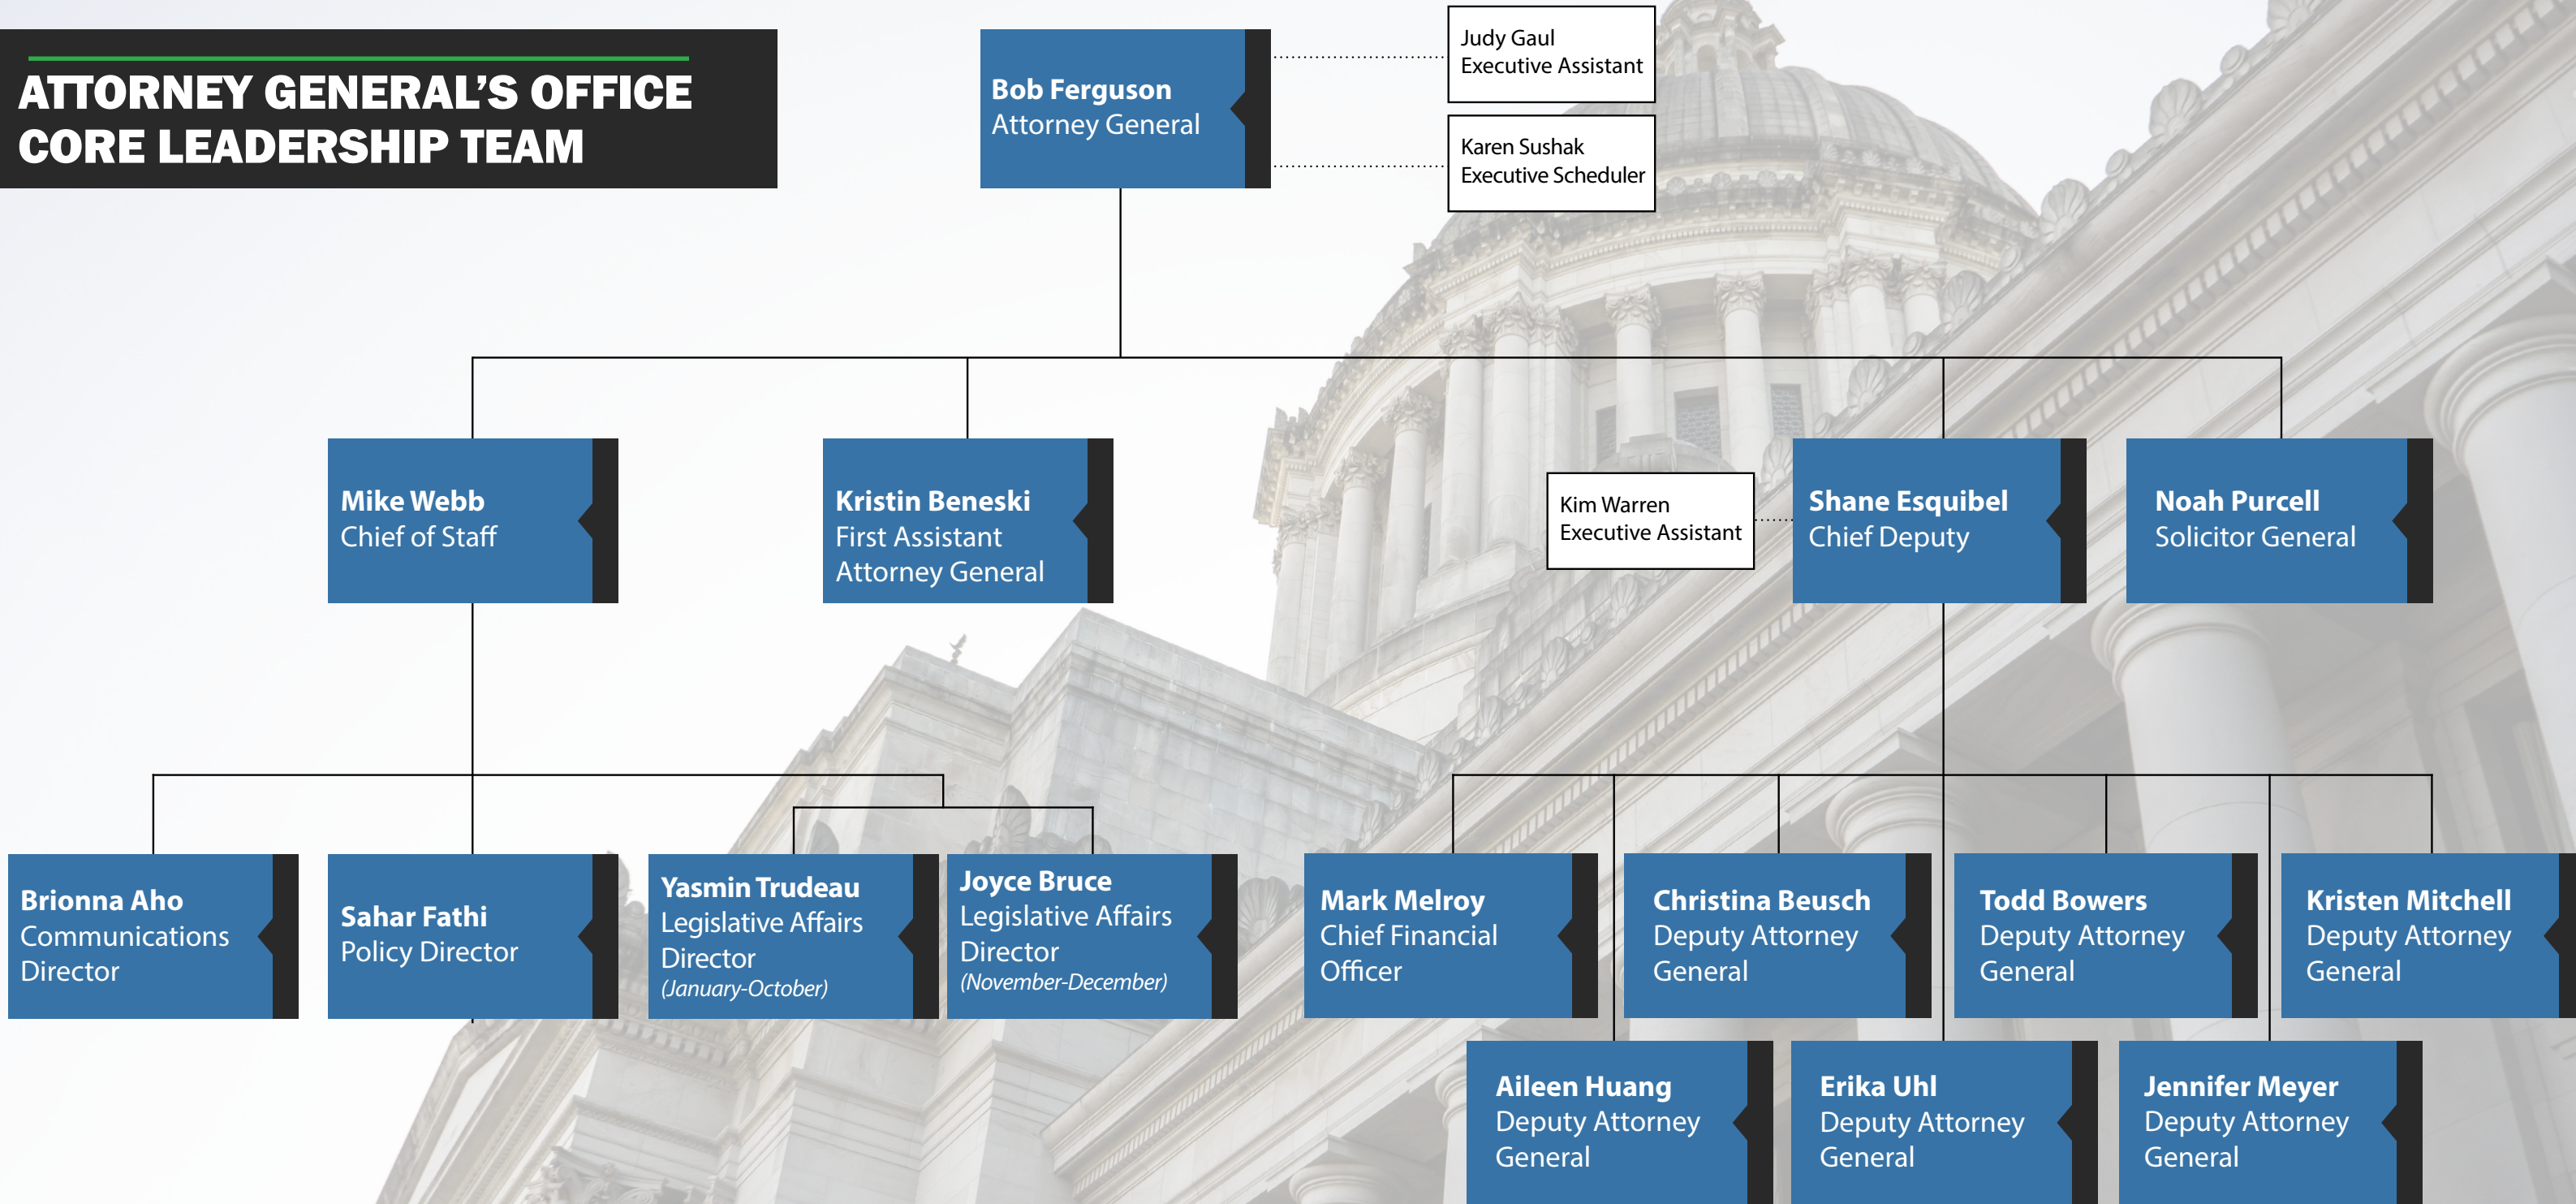 ATTORNEY GENERAL’S OFFICE
CORE LEADERSHIP TEAM
Bob Ferguson
Attorney General
Judy Gaul
Executive Assistant
Karen Sushak
Executive Scheduler
Mike Webb
Chief of Staff
Kristin Beneski
First Assistant
Attorney General
Kim Warren
Executive Assistant
Shane Esquibel
Chief Deputy
Noah Purcell
Solicitor General
Brionna Aho
Communications
Director
Sahar Fathi
Policy Director
Yasmin Trudeau
Legislative Affairs
Director
(January-October)
Joyce Bruce
Legislative Affairs
Director
(November-December)
Mark Melroy
Chief Financial
Officer
Christina Beusch
Deputy Attorney
General
Todd Bowers
Deputy Attorney
General
Kristen Mitchell
Deputy Attorney
General
Aileen Huang
Deputy Attorney
General
Erika Uhl
Deputy Attorney
General
Jennifer Meyer
Deputy Attorney
General